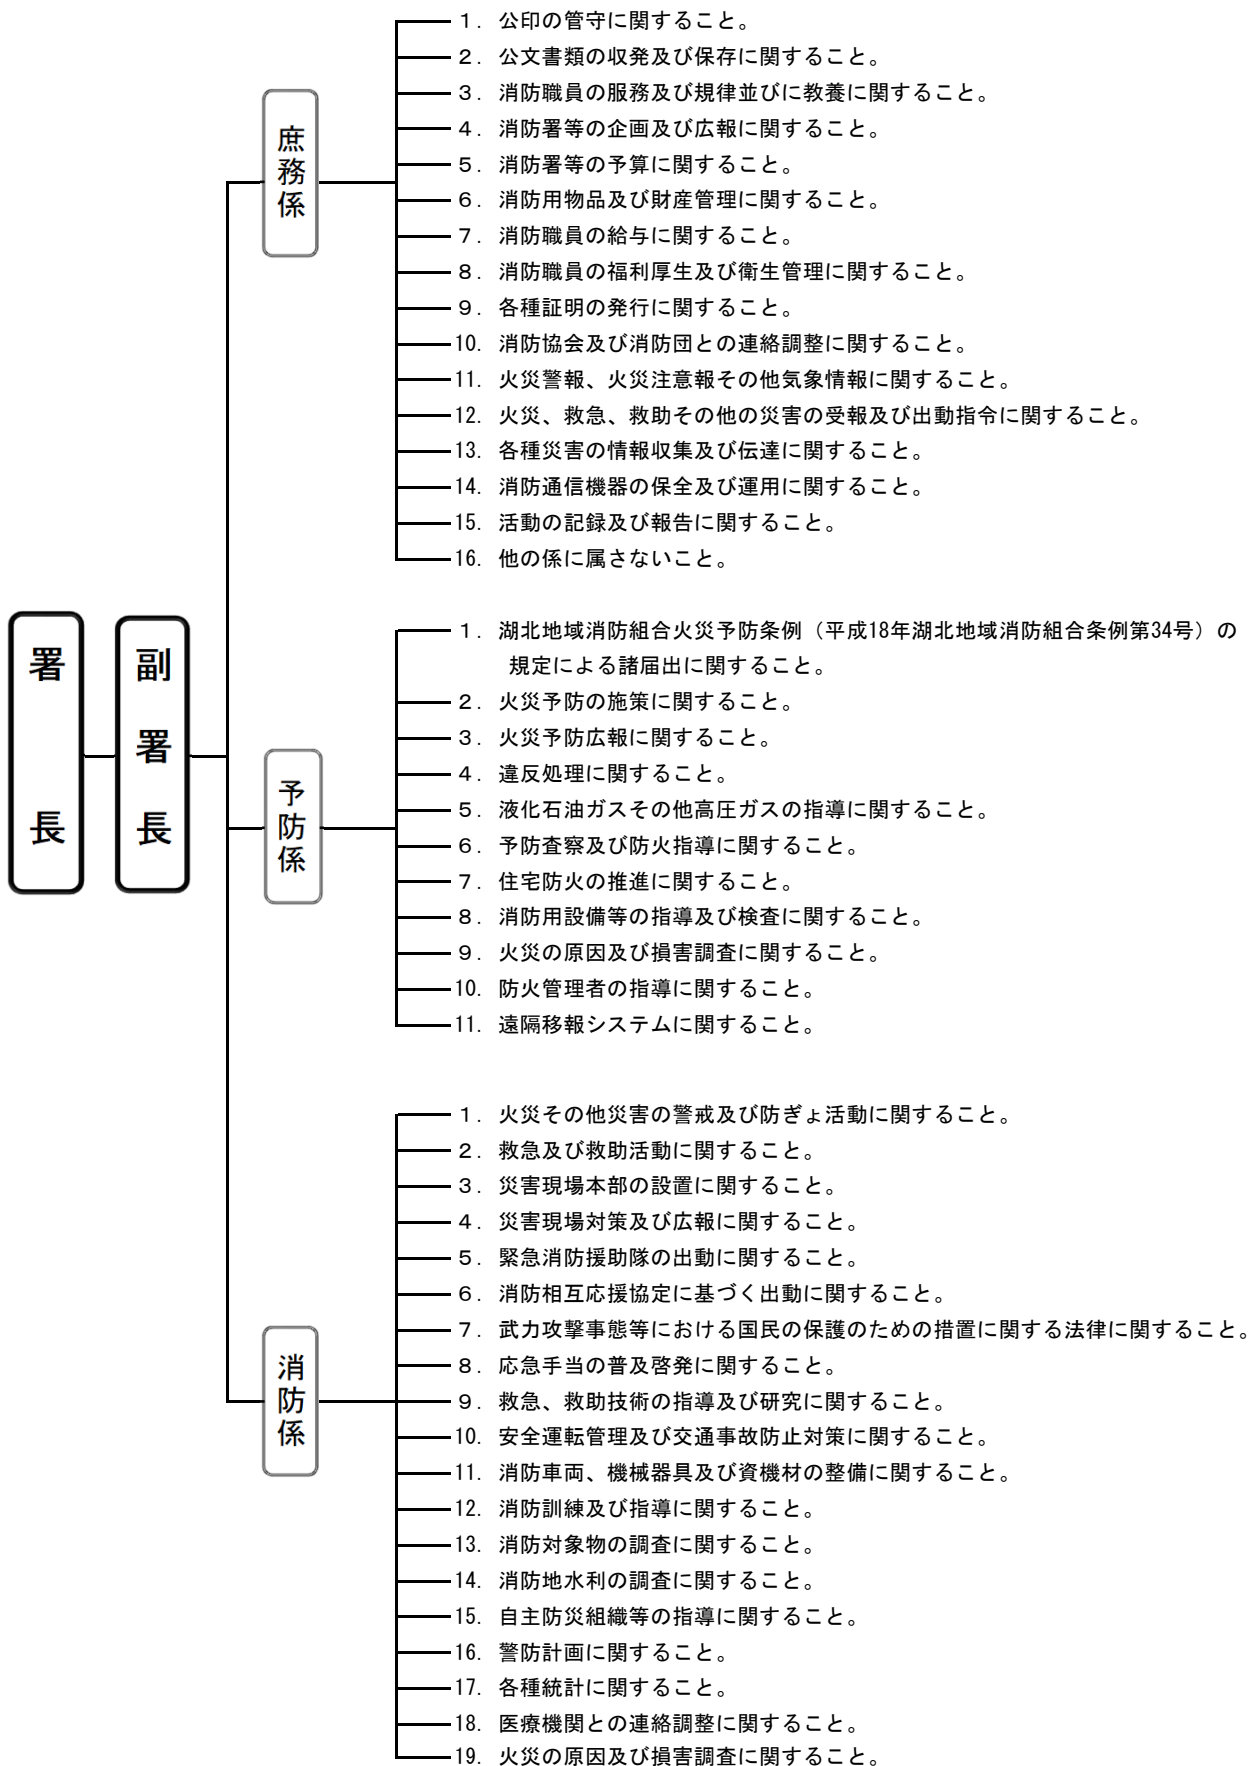 署長
副署長
庶務係
1. 公印の管守に関すること。
2. 公文書類の収発及び保存に関すること。
3. 消防職員の服務及び規律並びに教養に関すること。
4. 消防署等の企画及び広報に関すること。
5. 消防署等の予算に関すること。
6. 消防用物品及び財産管理に関すること。
7. 消防職員の給与に関すること。
8. 消防職員の福利厚生及び衛生管理に関すること。
9. 各種証明の発行に関すること。
10. 消防協会及び消防団との連絡調整に関すること。
11. 火災警報、火災注意報その他気象情報に関すること。
12. 火災、救急、救助その他の災害の受報及び出動指令に関すること。
13. 各種災害の情報収集及び伝達に関すること。
14. 消防通信機器の保全及び運用に関すること。
15. 活動の記録及び報告に関すること。
16. 他の係に属さないこと。
予防係
1. 湖北地域消防組合火災予防条例（平成18年湖北地域消防組合条例第34号）の
規定による諸届出に関すること。
2. 火災予防の施策に関すること。
3. 火災予防広報に関すること。
4. 違反処理に関すること。
5. 液化石油ガスその他高圧ガスの指導に関すること。
6. 予防査察及び防火指導に関すること。
7. 住宅防火の推進に関すること。
8. 消防用設備等の指導及び検査に関すること。
9. 火災の原因及び損害調査に関すること。
10. 防火管理者の指導に関すること。
11. 遠隔移報システムに関すること。
消防係
1. 火災その他災害の警戒及び防ぎょ活動に関すること。
2. 救急及び救助活動に関すること。
3. 災害現場本部の設置に関すること。
4. 災害現場対策及び広報に関すること。
5. 緊急消防援助隊の出動に関すること。
6. 消防相互応援協定に基づく出動に関すること。
7. 武力攻撃事態等における国民の保護のための措置に関する法律に関すること。
8. 応急手当の普及啓発に関すること。
9. 救急、救助技術の指導及び研究に関すること。
10. 安全運転管理及び交通事故防止対策に関すること。
11. 消防車両、機械器具及び資機材の整備に関すること。
12. 消防訓練及び指導に関すること。
13. 消防対象物の調査に関すること。
14. 消防地水利の調査に関すること。
15. 自主防災組織等の指導に関すること。
16. 警防計画に関すること。
17. 各種統計に関すること。
18. 医療機関との連絡調整に関すること。
19. 火災の原因及び損害調査に関すること。